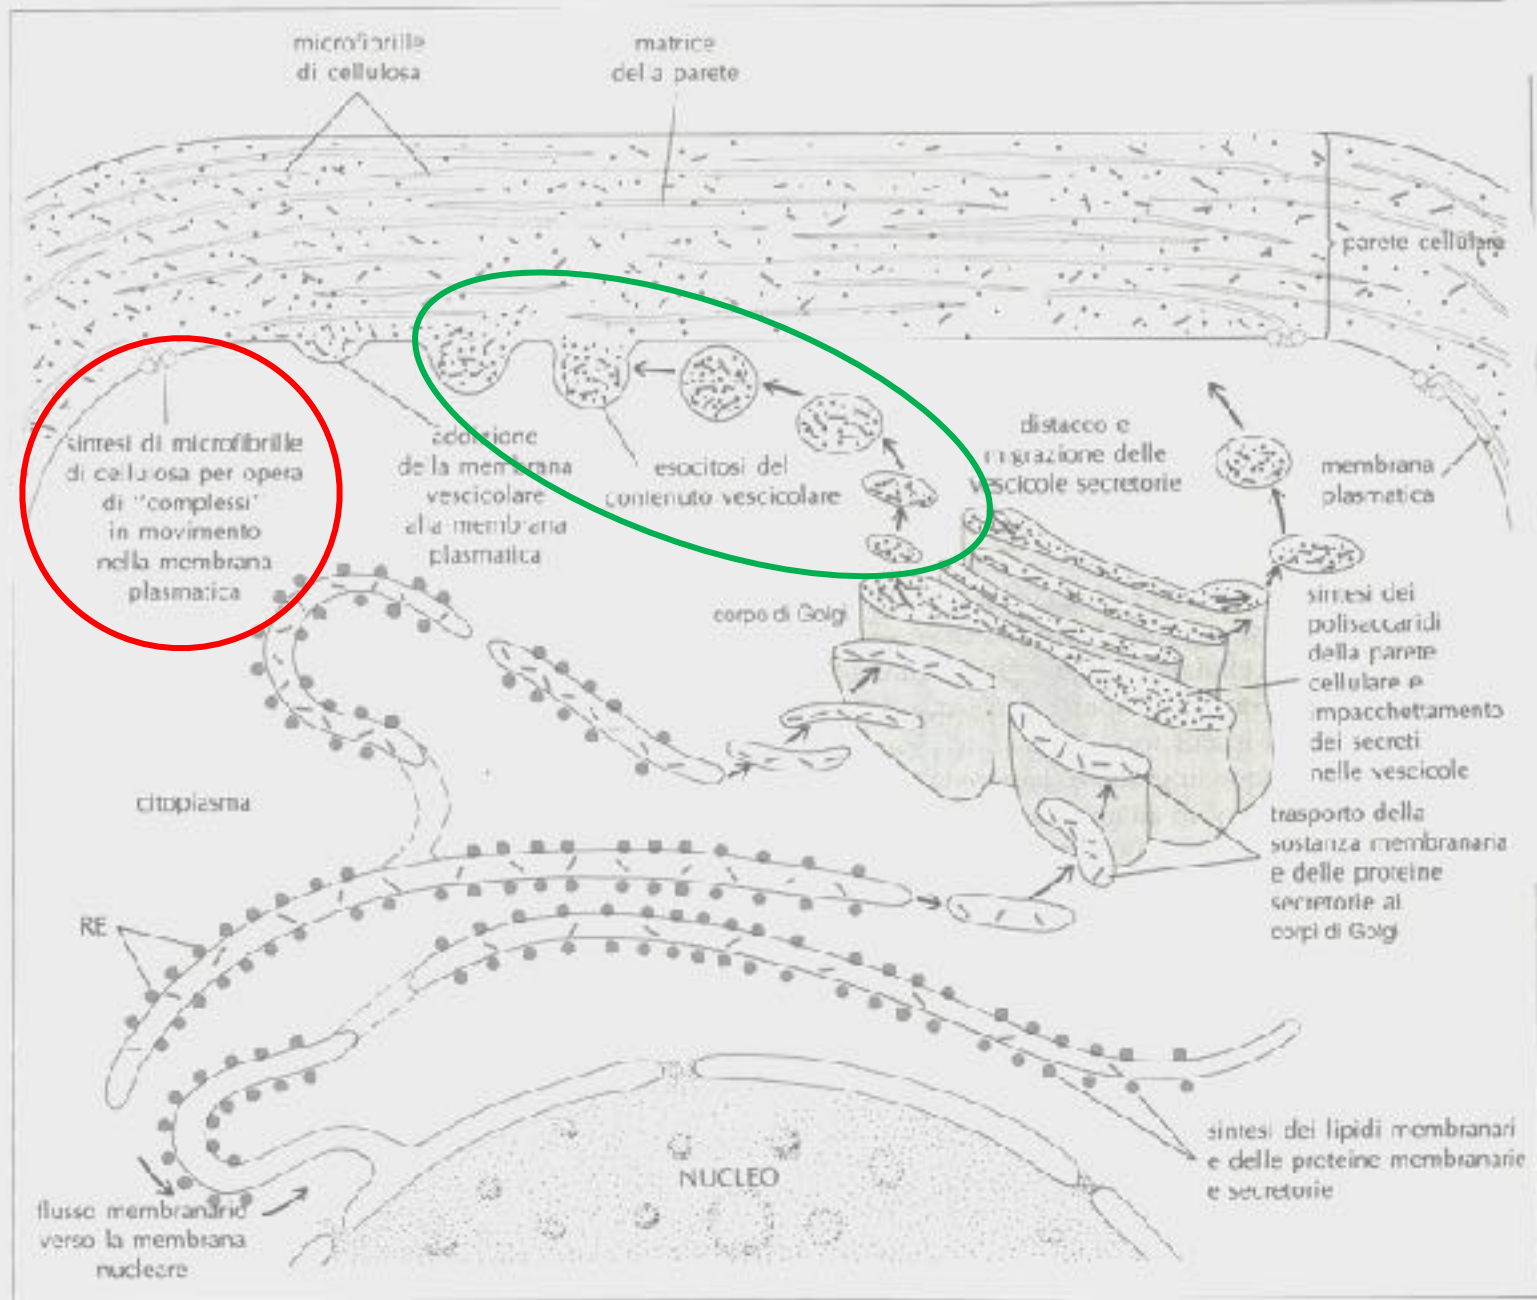 microfibrille
di cellulosa
matrice
della parete
parete cellulare
sintesi di microfibrille
di cellulosa per opera
di "complessi"
in movimento
nella membrana
plasmatica
addizione
della membrana
vescicolare
alla membrana
plasmatica
esocitosi del
contenuto vescicolare
distacco e
migrazione delle
vescicole secretorie
membrana
plasmatica
corpo di Golgi
sintesi dei
polisaccaridi
della parete
cellulare e
impacchettamento
dei secreti
nelle vescicole
citoplasma
trasporto della
sostanza membranaria
e delle proteine
secretorie ai
corpi di Golgi
RE
sintesi dei lipidi membranari
e delle proteine membranarie
e secretorie
NUCLEO
flusso membranario
verso la membrana
nucleare